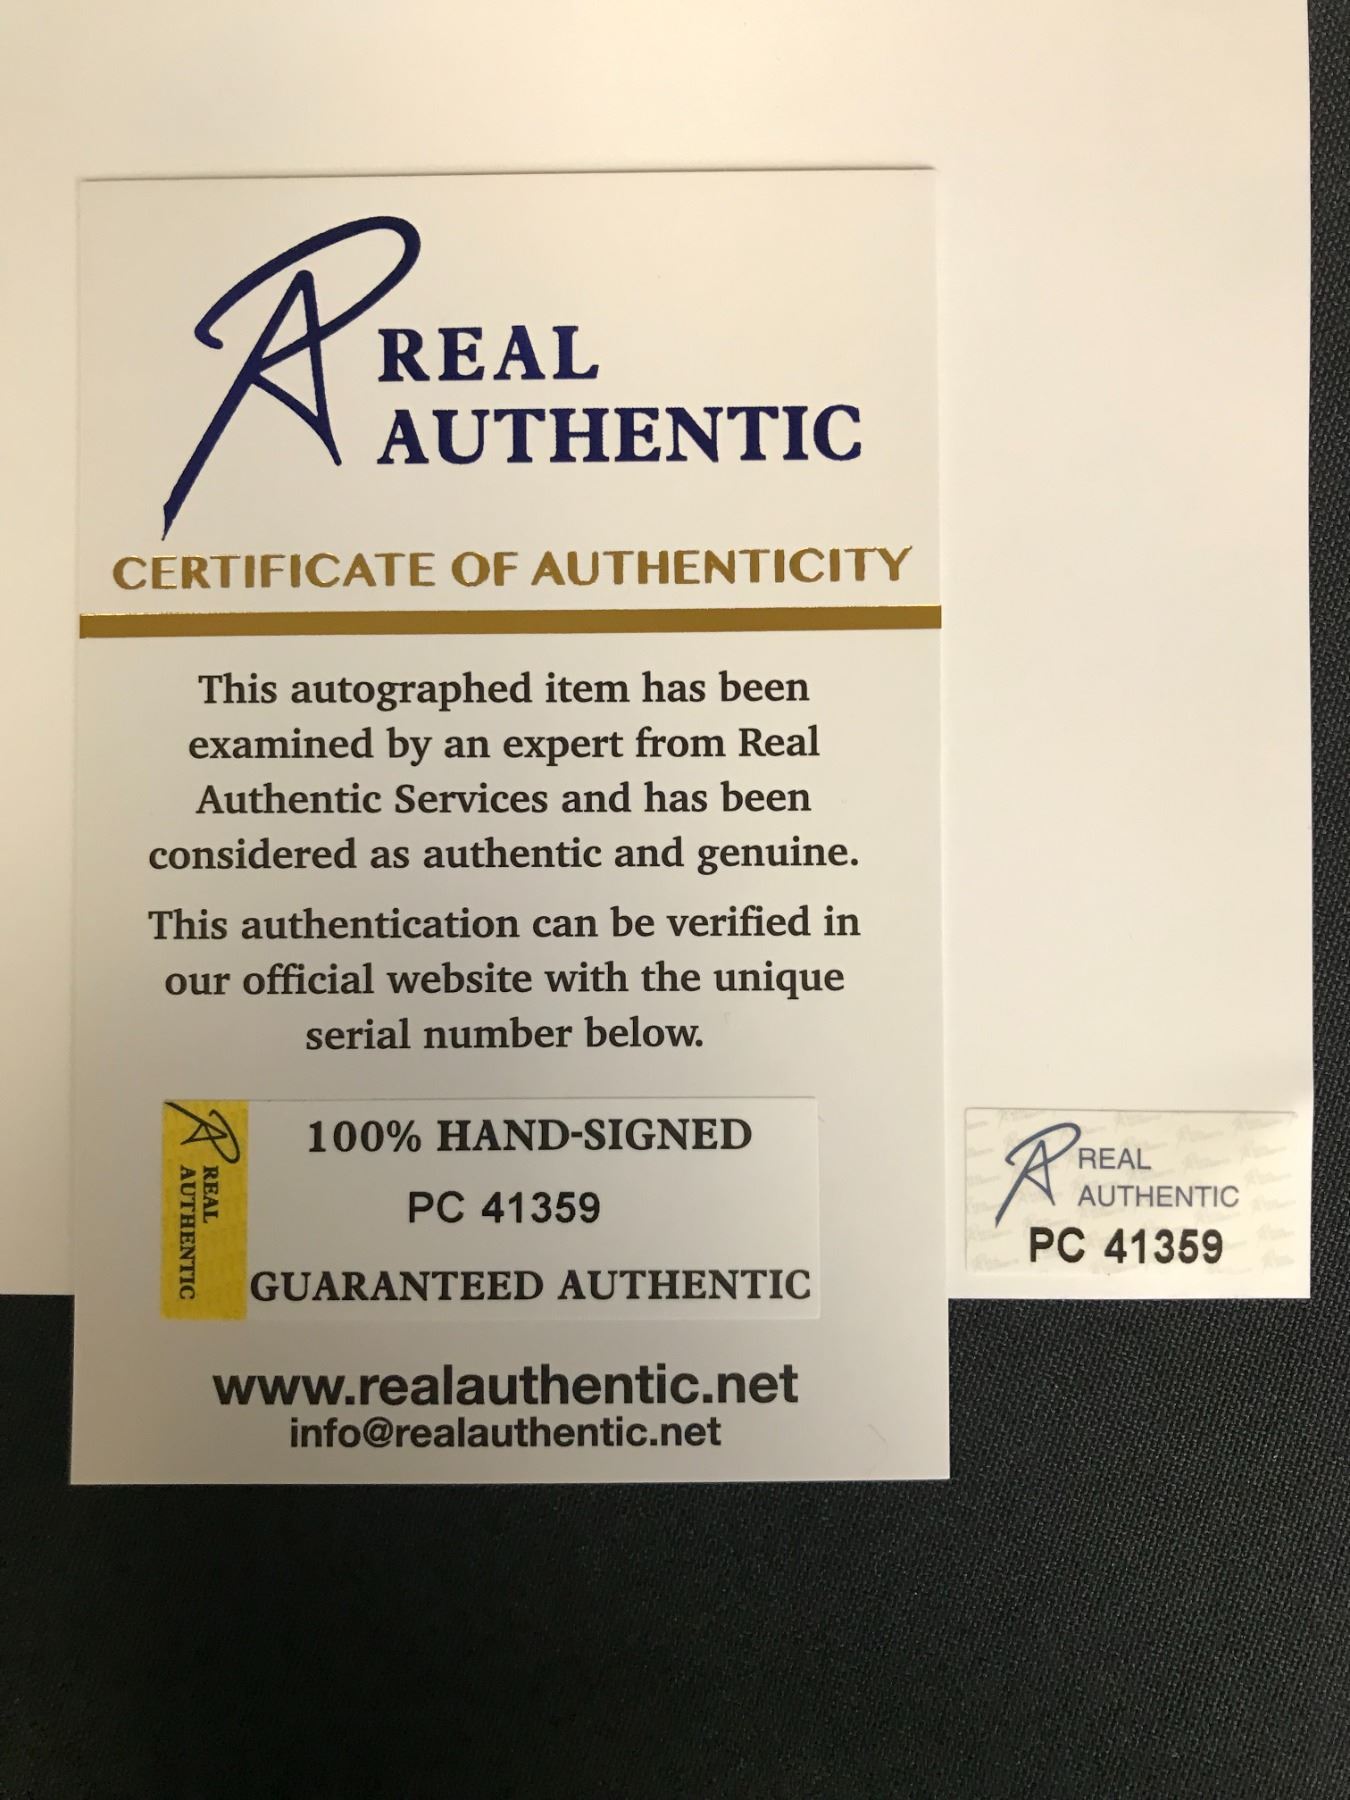 REAL
AUTHENTIC
CERTIFICATE OF AUTHENTICITY
This autographed item has been
examined by an expert from Real
Authentic Services and has been
considered as authentic and genuine.
This authentication can be verified in
our official website with the unique
serial number below.
REAL
AUTHENTIC
100% HAND-SIGNED
PC 41359
GUARANTEED AUTHENTIC
www.realauthentic.net
info@realauthentic.net
REAL
AUTHENTIC
PC 41359